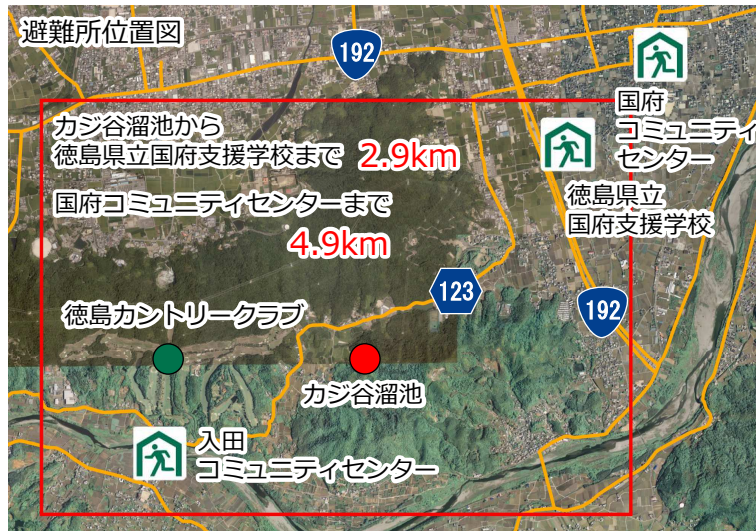 避難所位置図
192
国府
コミュニティ
センター
カジ谷溜池から
徳島県立国府支援学校まで 2.9km
国府コミュニティセンターまで
4.9km
徳島県立
国府支援学校
123
192
徳島カントリークラブ
カジ谷溜池
入田
コミュニティセンター